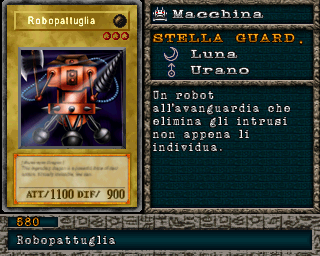 Robopattuglia
Macchina
STELLA GUARD.
Luna
Urano
Un robot
all'avanguardia che
elimina gli intrusi
non appena li
individua.
ATT/1100 DIF/ 900
580
Robopattuglia